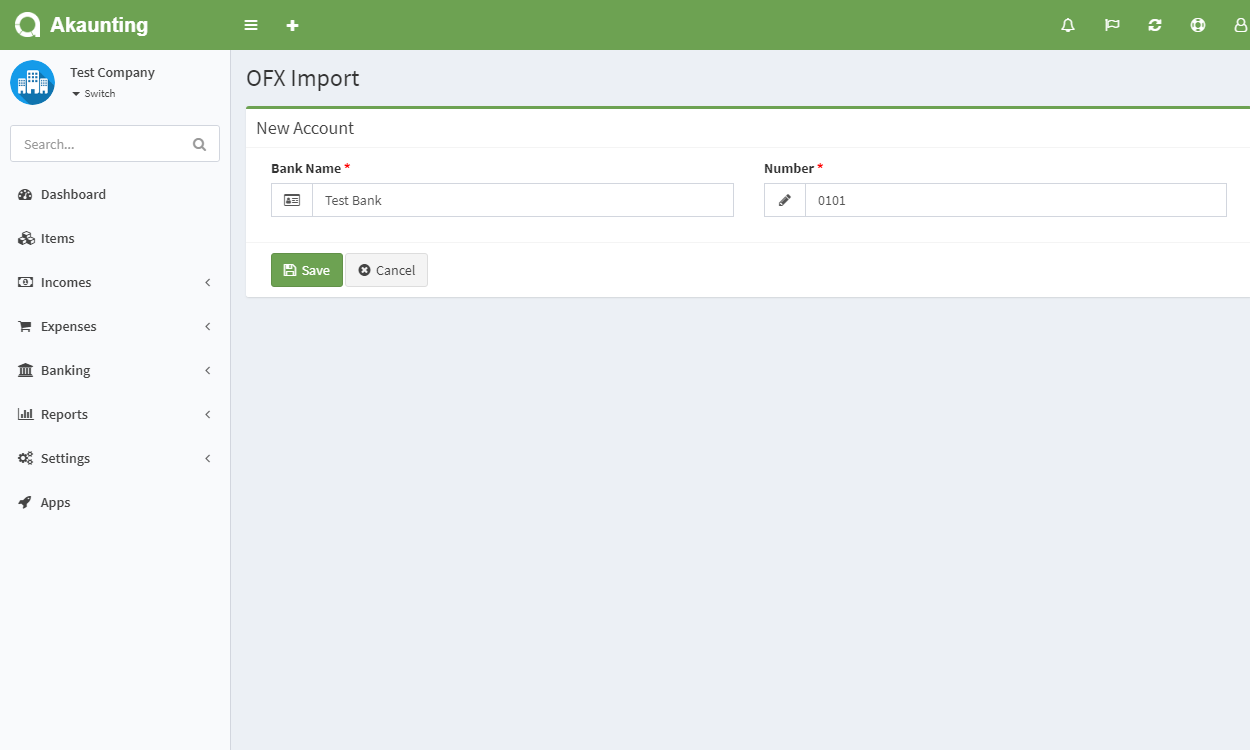 Akaunting
Test Company
Switch
Search...
Dashboard
Items
Incomes
Expenses
Banking
Reports
Settings
Apps
OFX Import
New Account
Bank Name * Number *
Test Bank 0101
Save Cancel